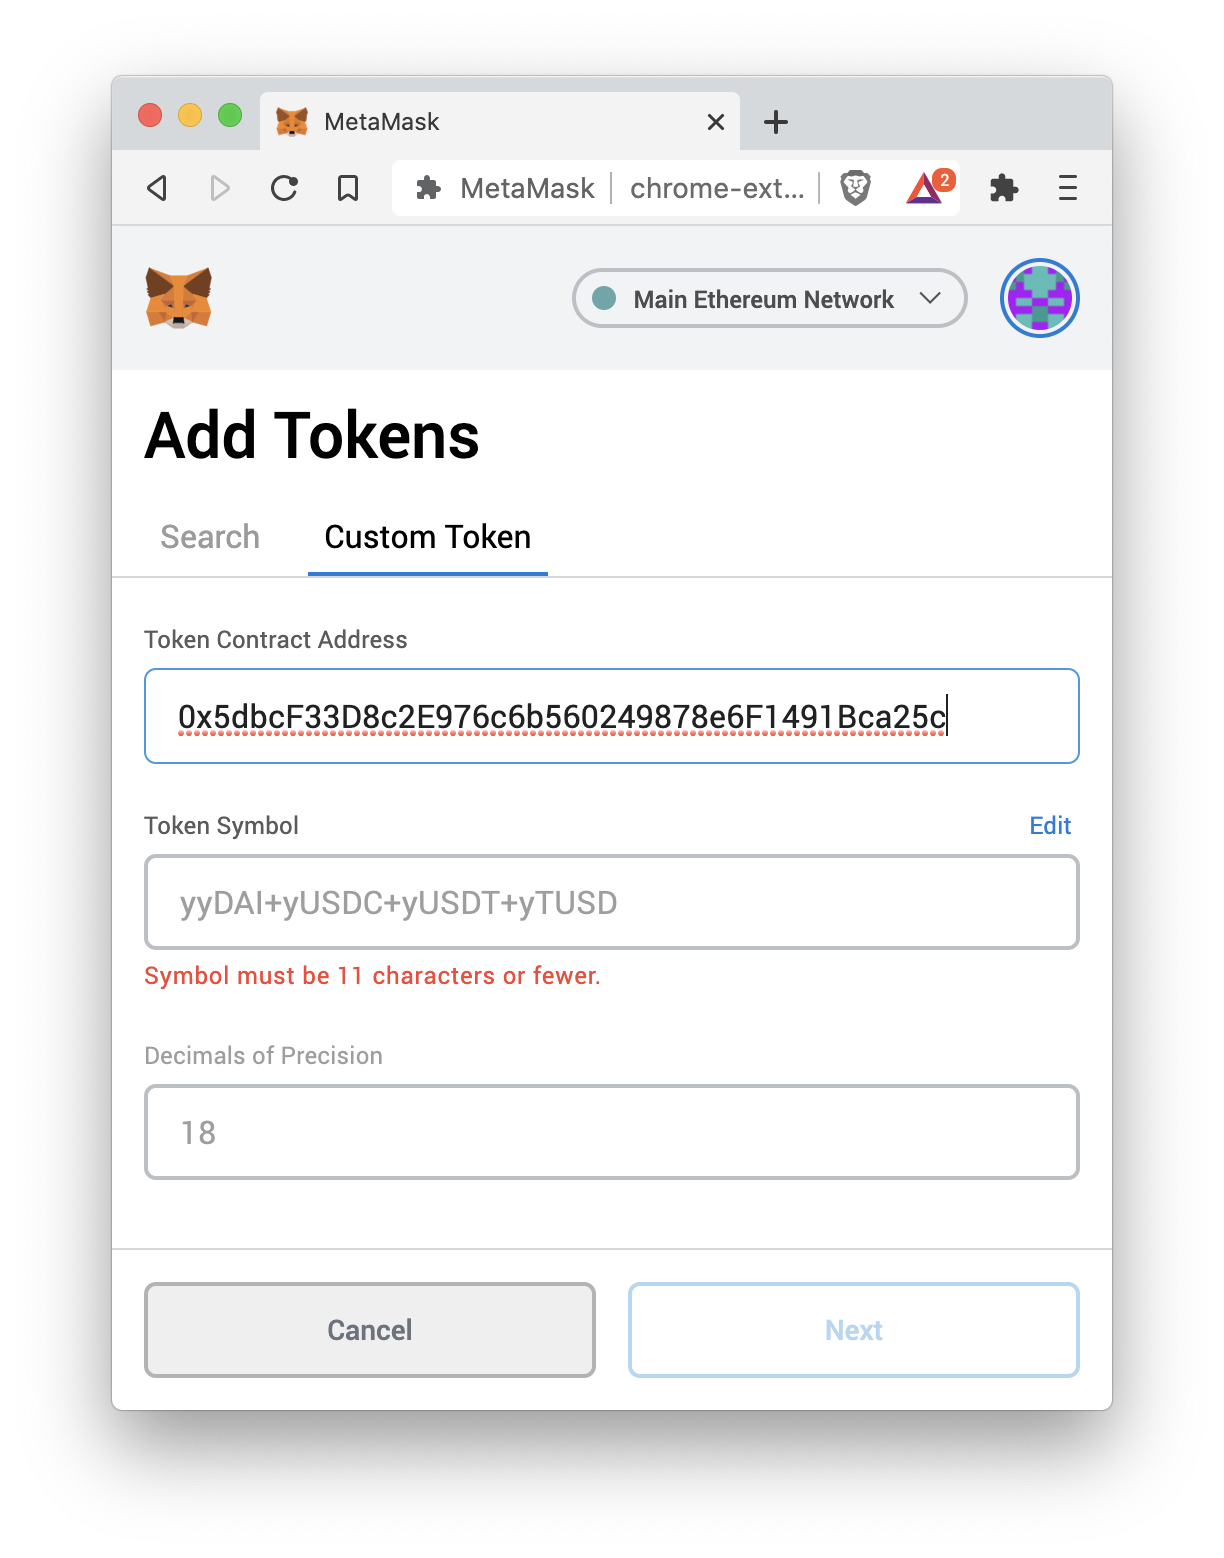 MetaMask
MetaMask | chrome-ext... 2
Main Ethereum Network
Add Tokens
Search Custom Token
Token Contract Address
0x5dbcF33D8c2E976c6b560249878e6F1491Bca25c
Token Symbol Edit
yyDAI+yUSDC+yUSDT+yTUSD
Symbol must be 11 characters or fewer.
Decimals of Precision
18
Cancel Next